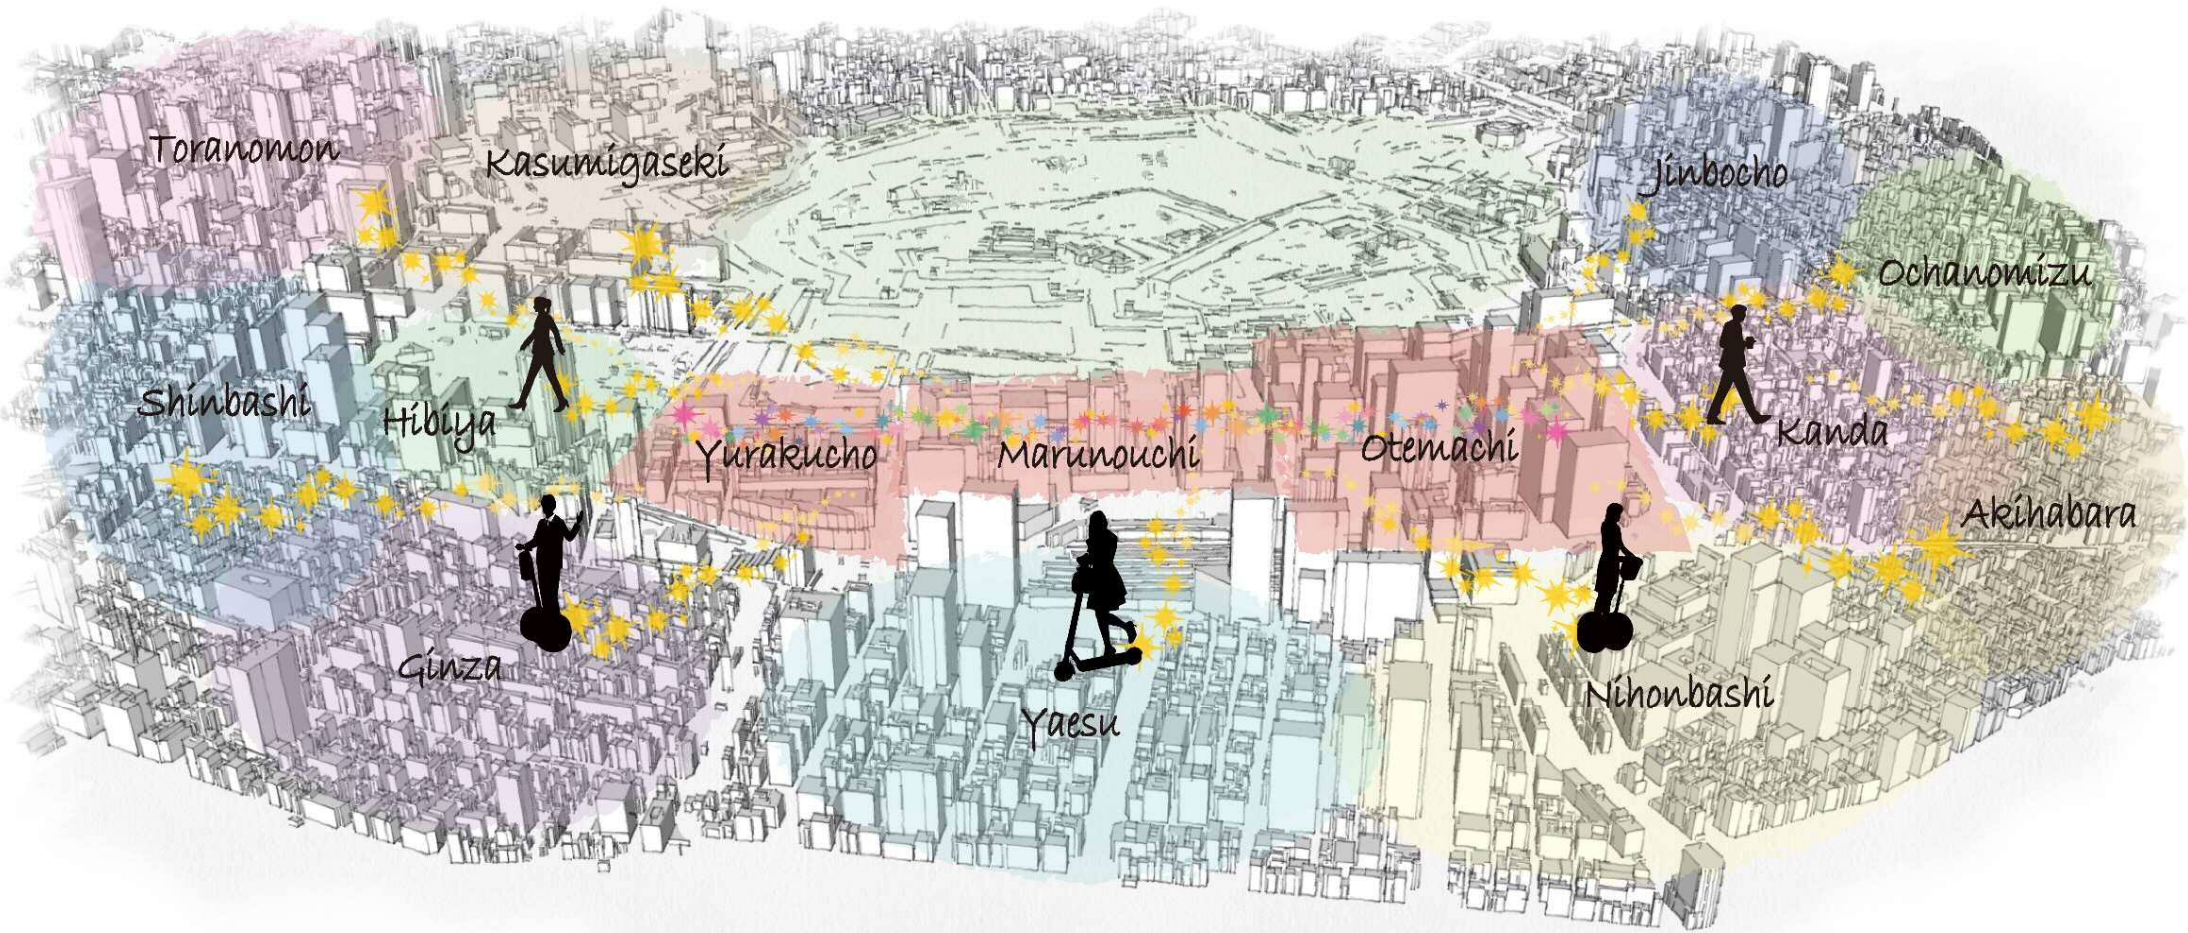 Toranomon
Kasumigaseki
Jinbocho
Ochanomizu
Shinbashi
Hibiya
Yurakucho
Marunouchi
Otemachi
Kanda
Akihabara
Ginza
Yaesu
Nihonbashi